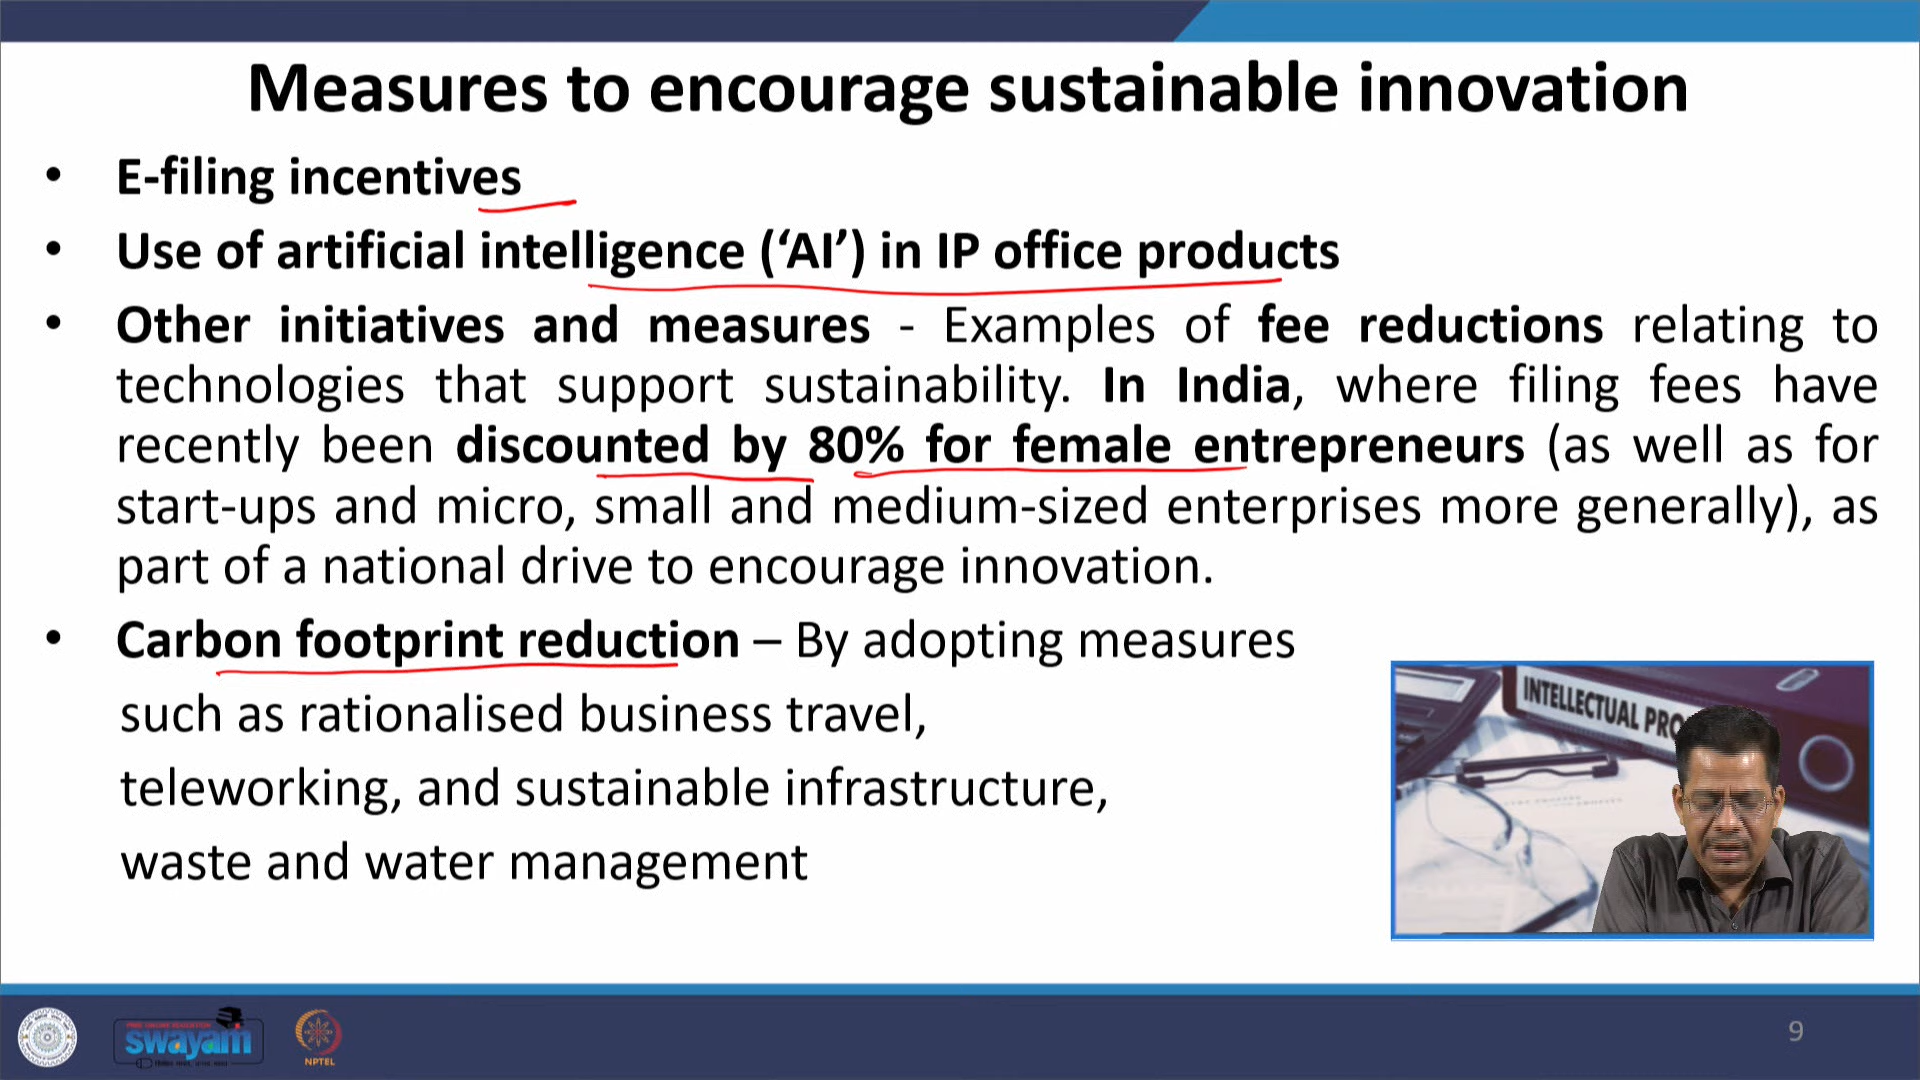 Measures to encourage sustainable innovation
• E-filing incentives
• Use of artificial intelligence (‘AI’) in IP office products
• Other initiatives and measures - Examples of fee reductions relating to
technologies that support sustainability. In India, where filing fees have
recently been discounted by 80% for female entrepreneurs (as well as for
start-ups and micro, small and medium-sized enterprises more generally), as
part of a national drive to encourage innovation.
• Carbon footprint reduction – By adopting measures
such as rationalised business travel,
teleworking, and sustainable infrastructure,
waste and water management
INTELLECTUAL PRO
swayam
NPTEL
9